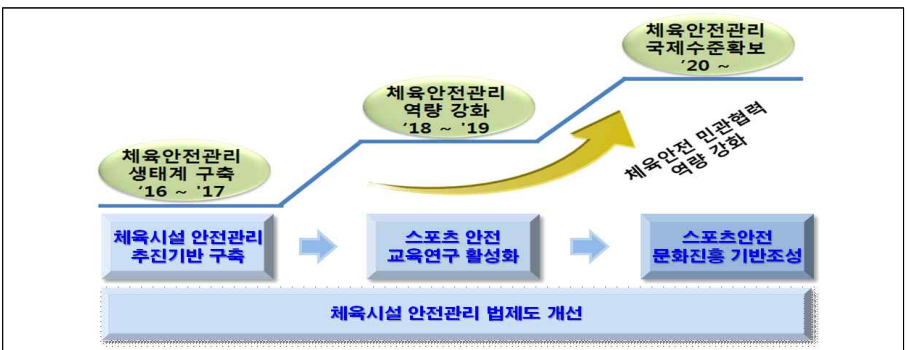 체육안전관리
국제수준확보
‘20 ~
체육안전관리
역량 강화
‘18 ~ ‘19
체육안전관리
생태계 구축
‘16 ~ ‘17
체육안전 민관협력
역량 강화
체육시설 안전관리
추진기반 구축
스포츠 안전
교육연구 활성화
스포츠안전
문화진흥 기반조성
체육시설 안전관리 법제도 개선